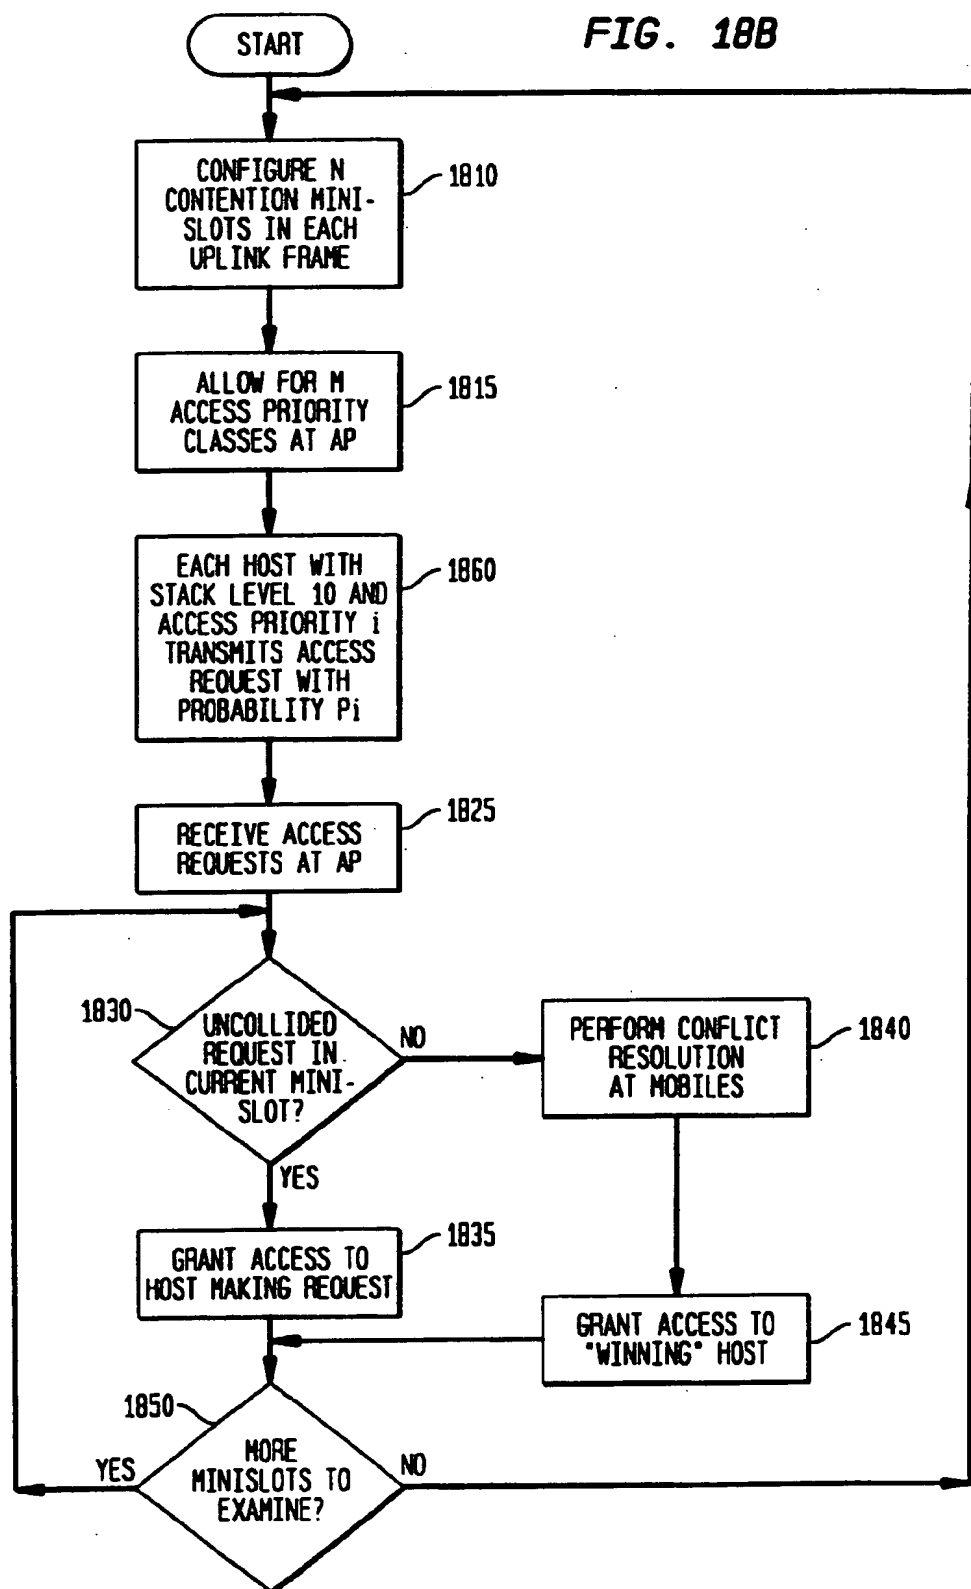 START
FIG. 18B
CONFIGURE N
CONTENTION MINI-
SLOTS IN EACH
UPLINK FRAME
1810
ALLOW FOR M
ACCESS PRIORITY
CLASSES AT AP
1815
EACH HOST WITH
STACK LEVEL 10 AND
ACCESS PRIORITY i
TRANSMITS ACCESS
REQUEST WITH
PROBABILITY Pi
1860
RECEIVE ACCESS
REQUESTS AT AP
1825
1830
UNCOLLIDED
REQUEST IN
CURRENT MINI-
SLOT?
NO
YES
PERFORM CONFLICT
RESOLUTION
AT MOBILES
1840
GRANT ACCESS TO
HOST MAKING REQUEST
1835
GRANT ACCESS TO
"WINNING" HOST
1845
1850
MORE
MINISLOTS TO
EXAMINE?
YES
NO